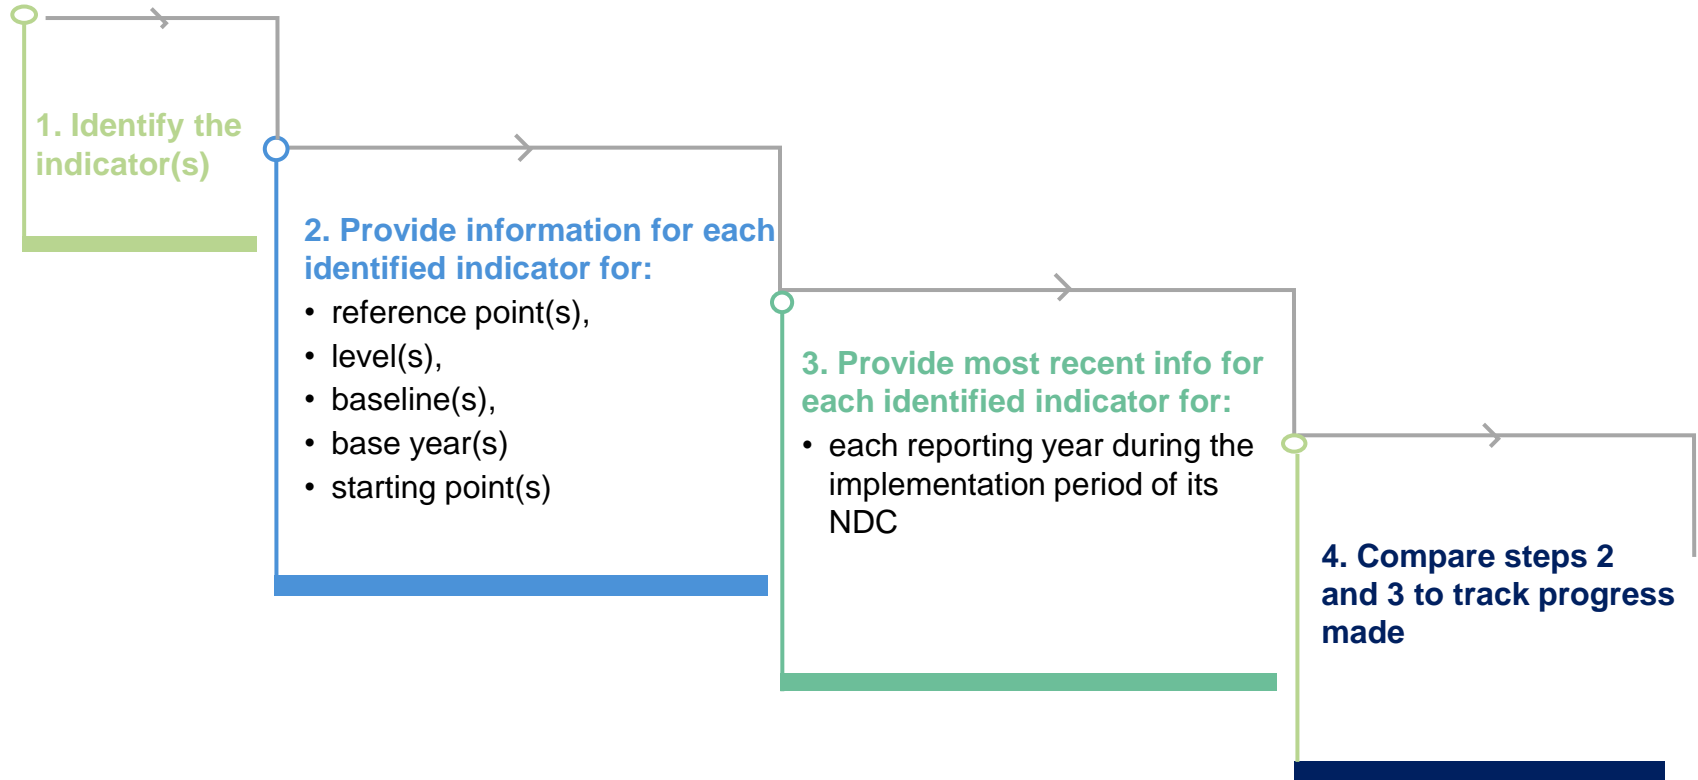 1. Identify the
indicator(s)
2. Provide information for each
identified indicator for:
• reference point(s),
• level(s),
• baseline(s),
• base year(s)
• starting point(s)
3. Provide most recent info for
each identified indicator for:
• each reporting year during the
implementation period of its
NDC
4. Compare steps 2
and 3 to track progress
made